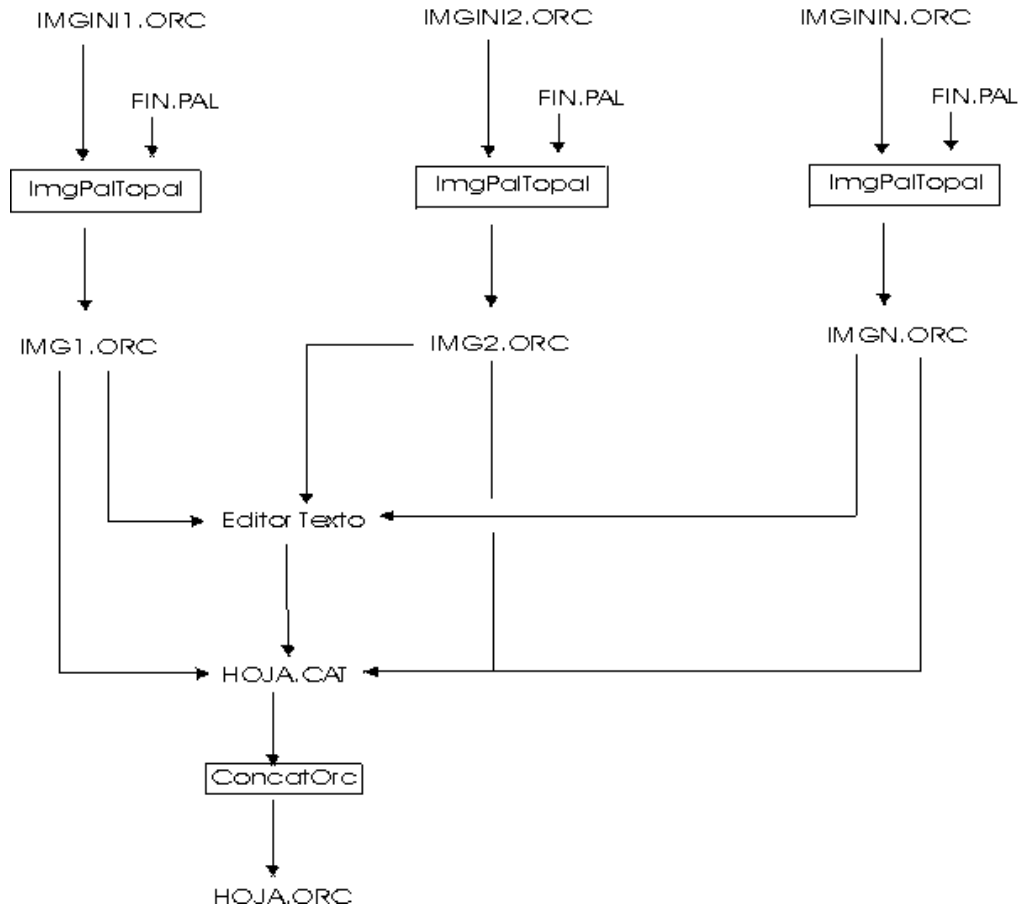 IMGINI1.ORC
IMGINI2.ORC
IMGININ.ORC
FIN.PAL
FIN.PAL
FIN.PAL
ImgPalTopal
ImgPalTopal
ImgPalTopal
IMG1.ORC
IMG2.ORC
IMGN.ORC
Editor Texto
HOJA.CAT
ConcatOrc
HOJA.ORC